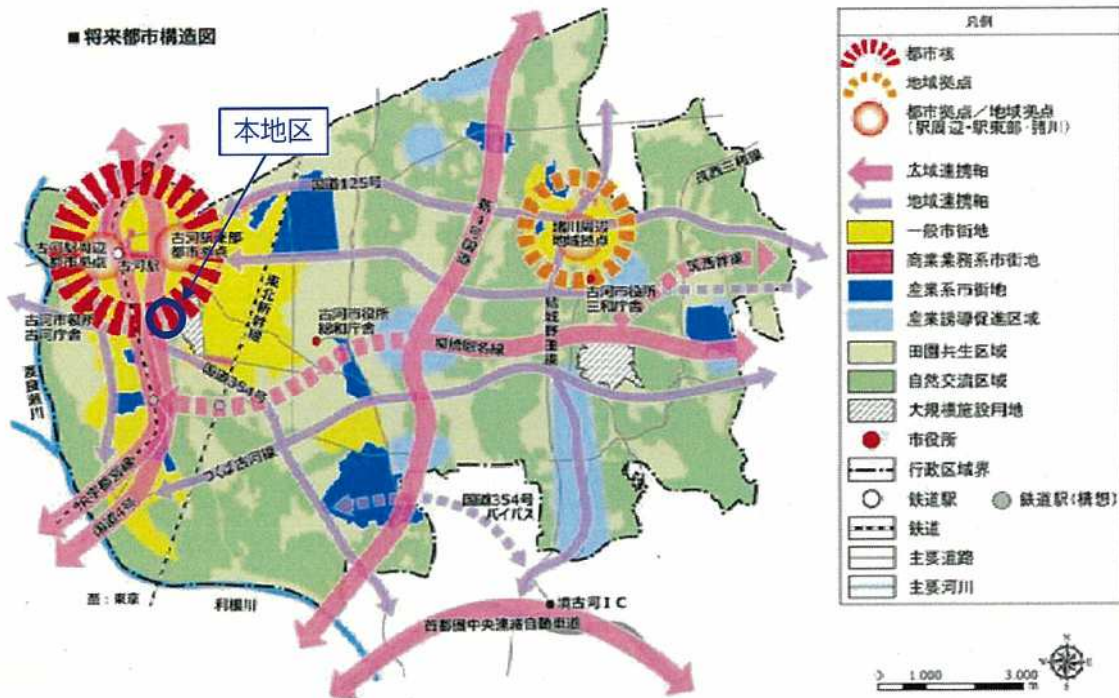 ■将来都市構造図
本地区
国道125号
新4号国道
筑西三和線
古河駅周辺
都市拠点
古河駅
古河駅東部
都市拠点
諸川周辺
地域拠点
筑西幹線
東北新幹線
古河市役所
古河庁舎
古河市役所
総和庁舎
古河市役所
三和庁舎
結城野田線
国道354号
つくば古河線
国道4号
国道354号
バイパス
至:東京
利根川
境古河IC
首都圏中央連絡自動車道
凡例
都市核
地域拠点
都市拠点/地域拠点
(駅周辺・駅東部・諸川)
広域連携軸
地域連携軸
一般市街地
商業業務系市街地
産業系市街地
産業誘導促進区域
田園共生区域
自然交流区域
大規模施設用地
市役所
行政区域界
鉄道駅
鉄道駅(構想)
鉄道
主要道路
主要河川
N
W
E
S
0 1,000 3,000
m